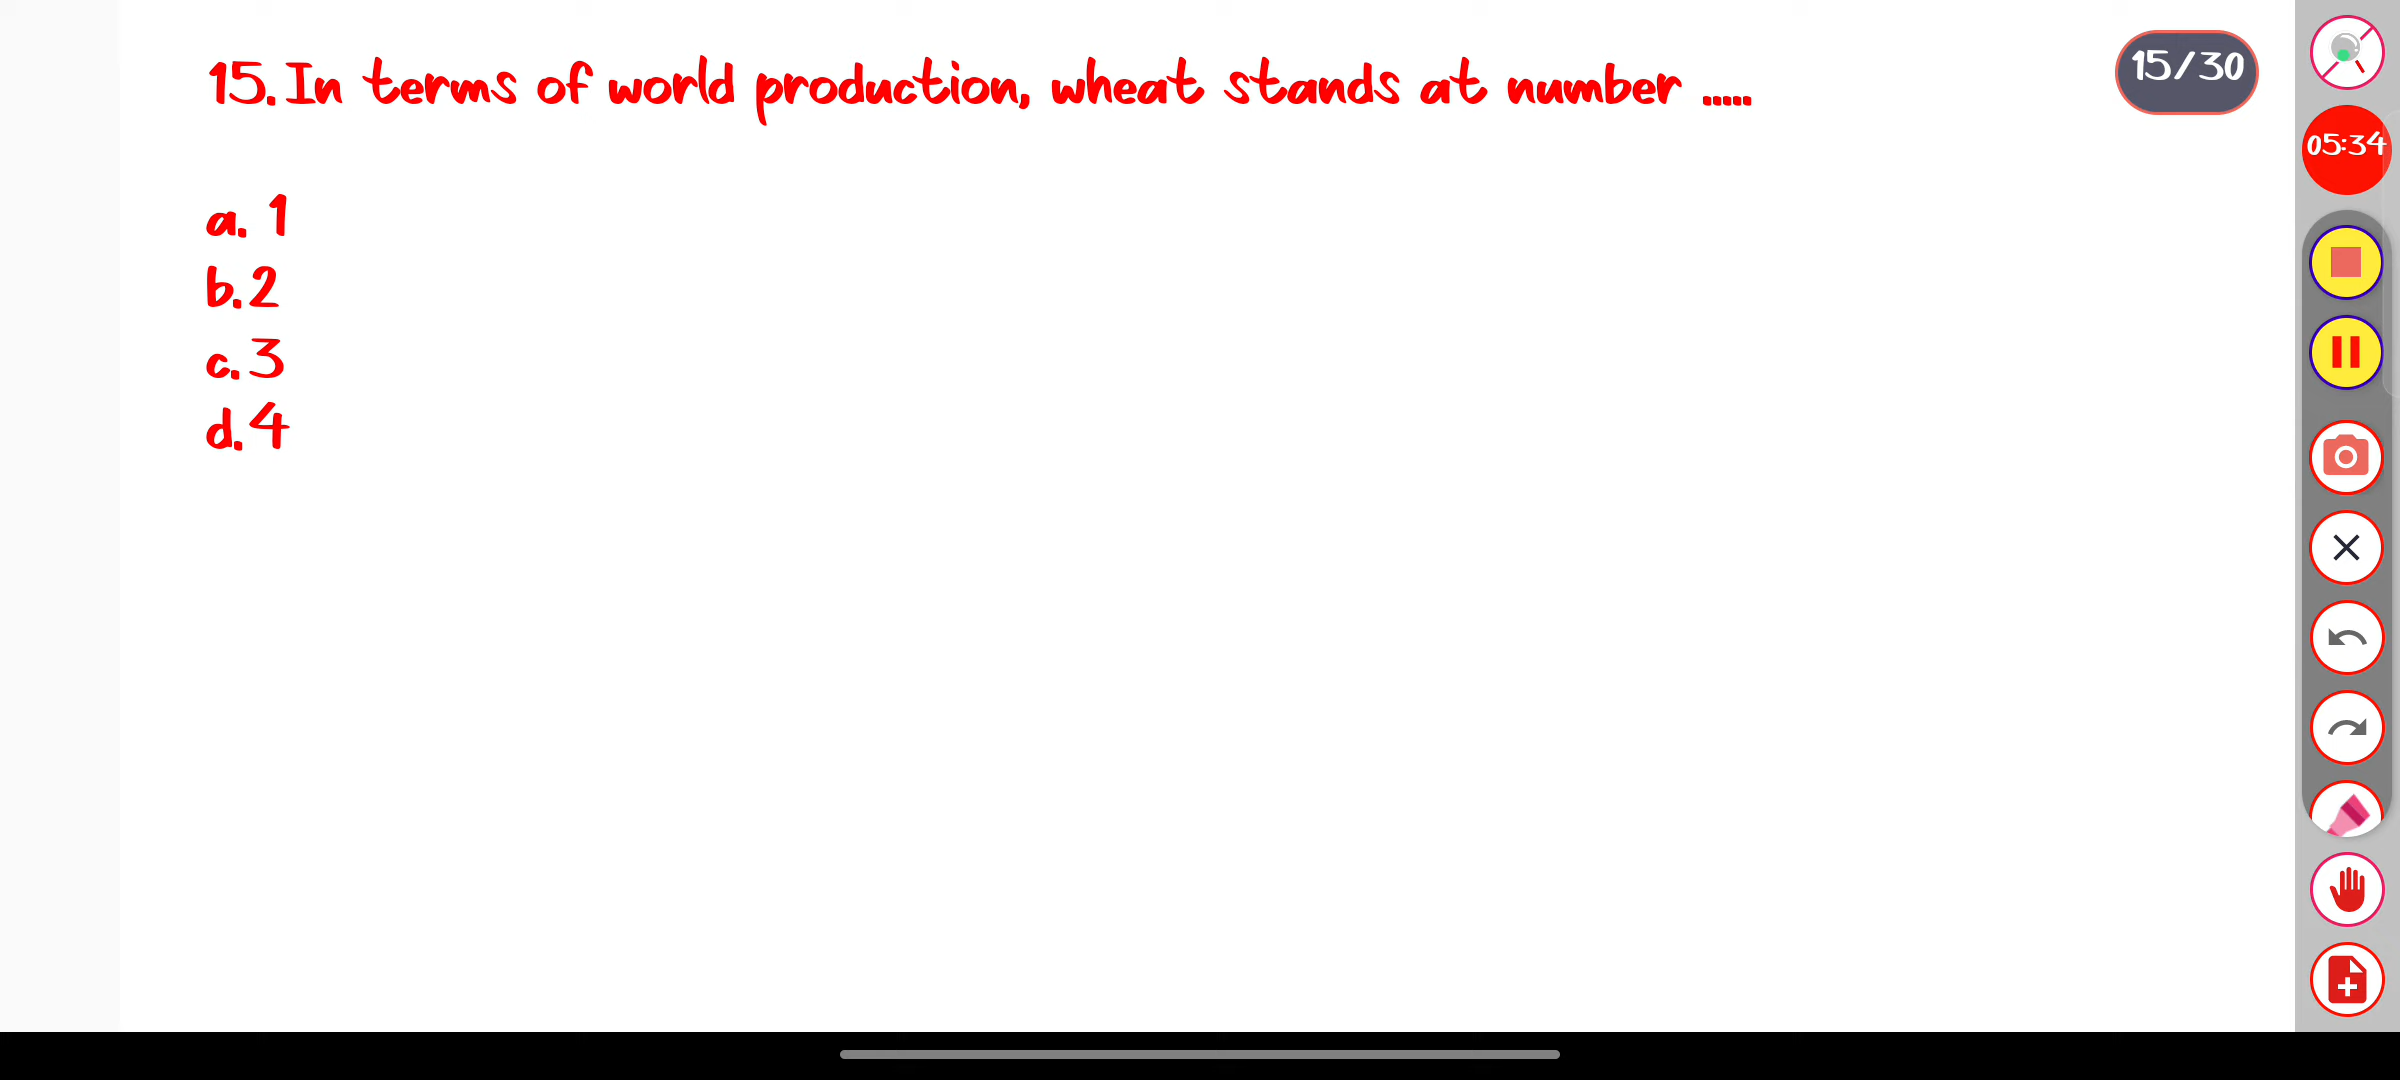 15. In terms of world production, wheat stands at number .....
15/30
05:34
a. 1
b. 2
c. 3
d. 4